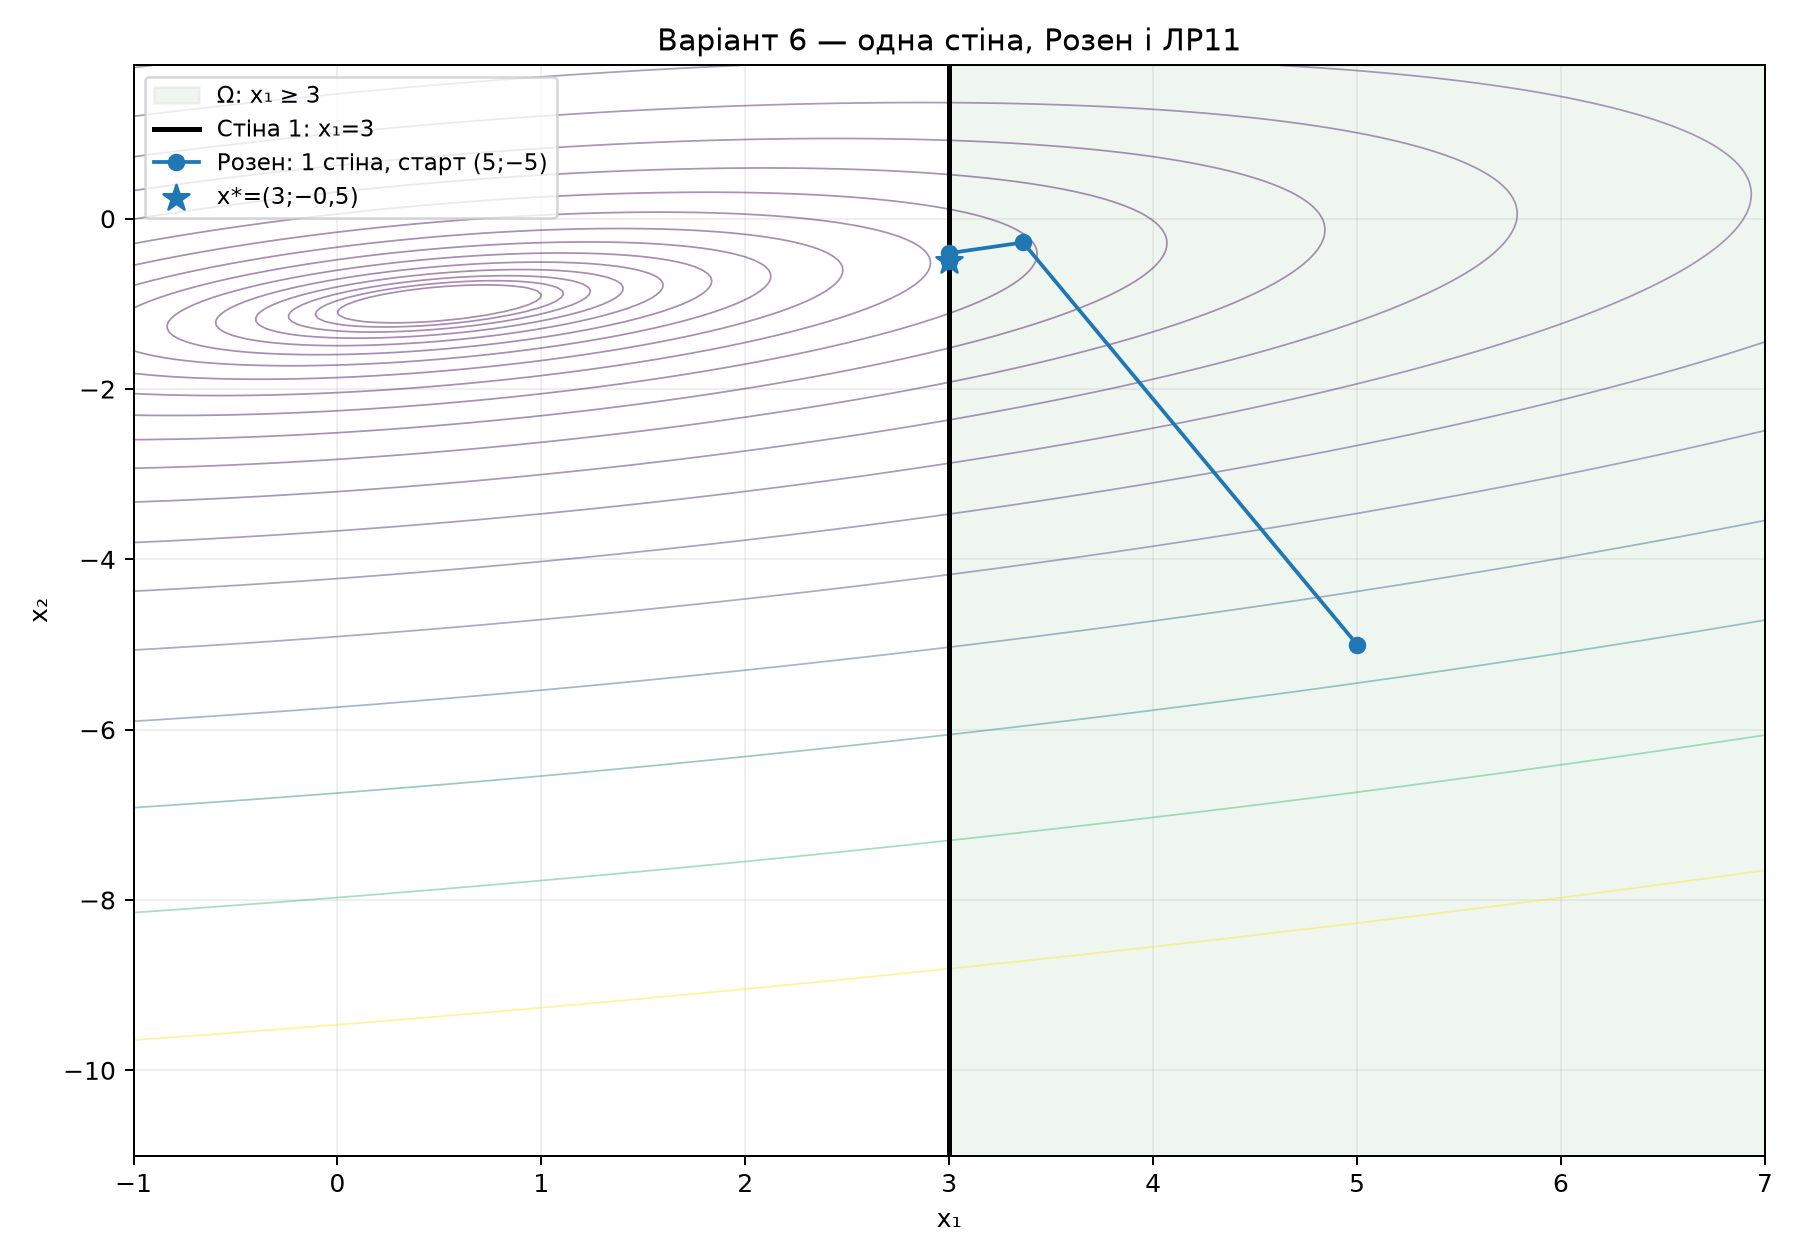 Варіант 6 — одна стіна, Розен і ЛР11
Ω: x₁ ≥ 3
Стіна 1: x₁=3
Розен: 1 стіна, старт (5;−5)
x*=(3;−0,5)
0
−2
−4
−6
−8
−10
x₂
−1 0 1 2 3 4 5 6 7
x₁